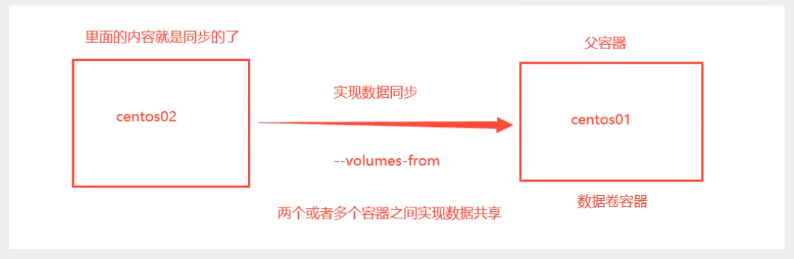 里面的内容就是同步的了
父容器
centos02
实现数据同步
centos01
--volumes-from
数据卷容器
两个或者多个容器之间实现数据共享